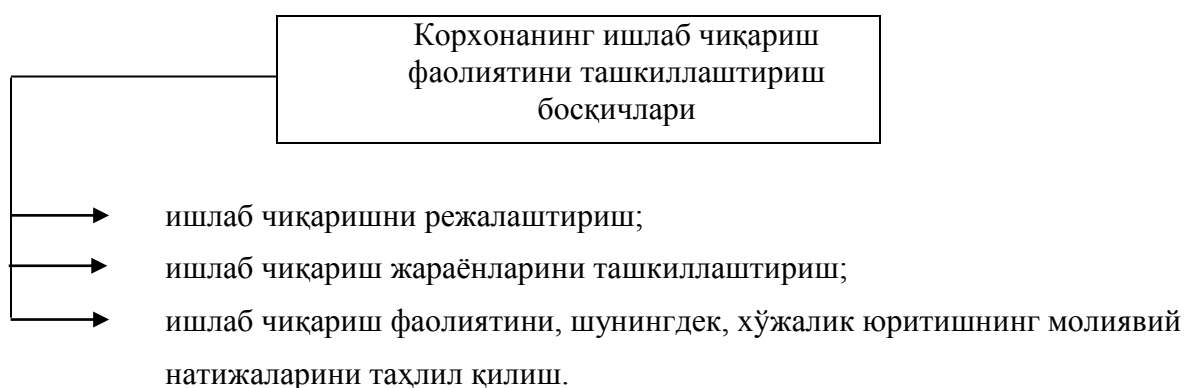 Корхонанинг ишлаб чиқариш
фаолиятини ташкиллаштириш
босқичлари
ишлаб чиқаришни режалаштириш;
ишлаб чиқариш жараёнларини ташкиллаштириш;
ишлаб чиқариш фаолиятини, шунингдек, хўжалик юритишнинг молиявий
натижаларини таҳлил қилиш.